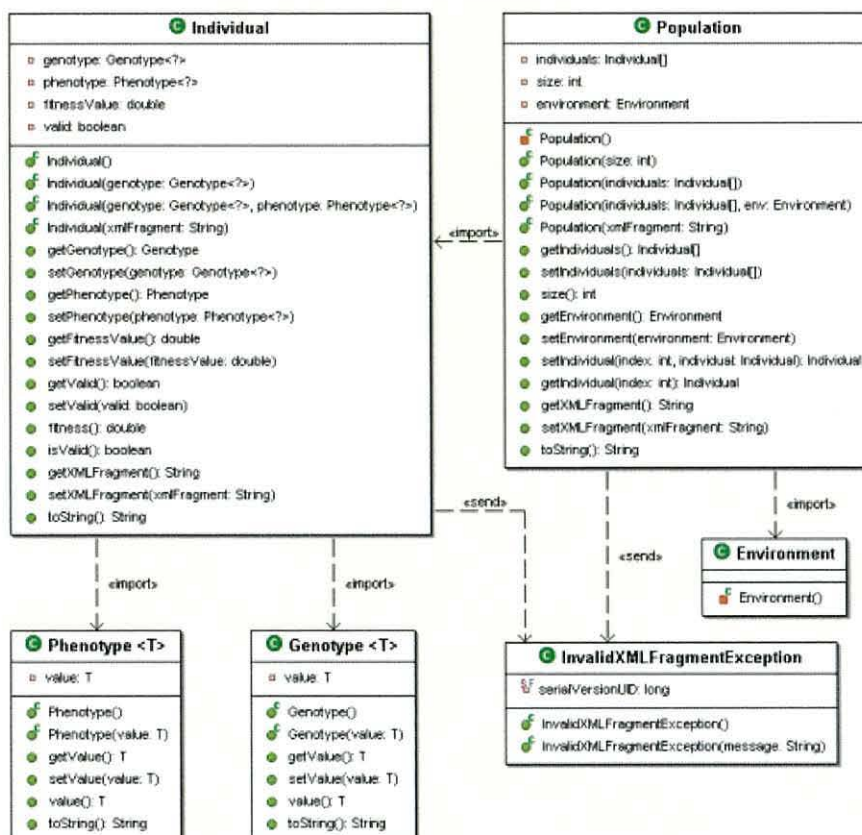 Individual
genotype: Genotype<?>
phenotype: Phenotype<?>
fitnessValue: double
valid: boolean
Individual()
Individual(genotype: Genotype<?>)
Individual(genotype: Genotype<?>, phenotype: Phenotype<?>)
Individual(xmlFragment: String)
getGenotype(): Genotype
setGenotype(genotype: Genotype<?>)
getPhenotype(): Phenotype
setPhenotype(phenotype: Phenotype<?>)
getFitnessValue(): double
setFitnessValue(fitnessValue: double)
getValid(): boolean
setValid(valid: boolean)
fitness(): double
isValid(): boolean
getXMLFragment(): String
setXMLFragment(xmlFragment: String)
toString(): String
«import»
Population
individuals: Individual[]
size: int
environment: Environment
Population()
Population(size: int)
Population(individuals: Individual[])
Population(individuals: Individual[], env: Environment)
Population(xmlFragment: String)
getIndividuals(): Individual[]
setIndividuals(individuals: Individual[])
size(): int
getEnvironment(): Environment
setEnvironment(environment: Environment)
setIndividual(index: int, individual: Individual): Individual
getIndividual(index: int): Individual
getXMLFragment(): String
setXMLFragment(xmlFragment: String)
toString(): String
«send»
«import»
«send»
«import»
«import»
Environment
Environment()
Phenotype <T>
value: T
Phenotype()
Phenotype(value: T)
getValue(): T
setValue(value: T)
value(): T
toString(): String
Genotype <T>
value: T
Genotype()
Genotype(value: T)
getValue(): T
setValue(value: T)
value(): T
toString(): String
InvalidXMLFragmentException
serialVersionUID: long
InvalidXMLFragmentException()
InvalidXMLFragmentException(message: String)